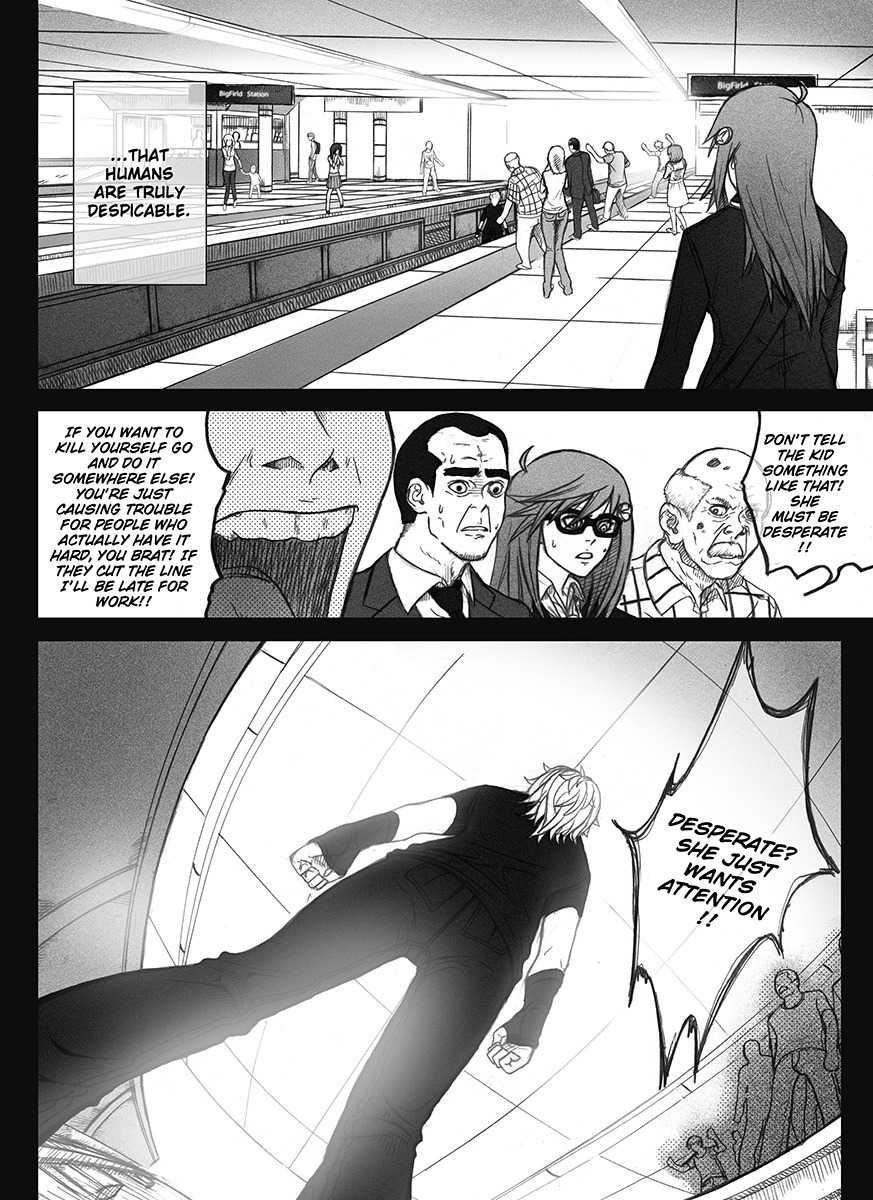 BigFirld Station
BigFirld Station
...THAT
HUMANS
ARE TRULY
DESPICABLE.
IF YOU WANT TO
KILL YOURSELF GO
AND DO IT
SOMEWHERE ELSE!
YOU'RE JUST
CAUSING TROUBLE
FOR PEOPLE WHO
ACTUALLY HAVE IT
HARD, YOU BRAT! IF
THEY CUT THE LINE
I'LL BE LATE FOR
WORK!!
DON'T TELL
THE KID
SOMETHING
LIKE THAT!
SHE
MUST BE
DESPERATE
!!
DESPERATE?
SHE JUST
WANTS
ATTENTION
!!